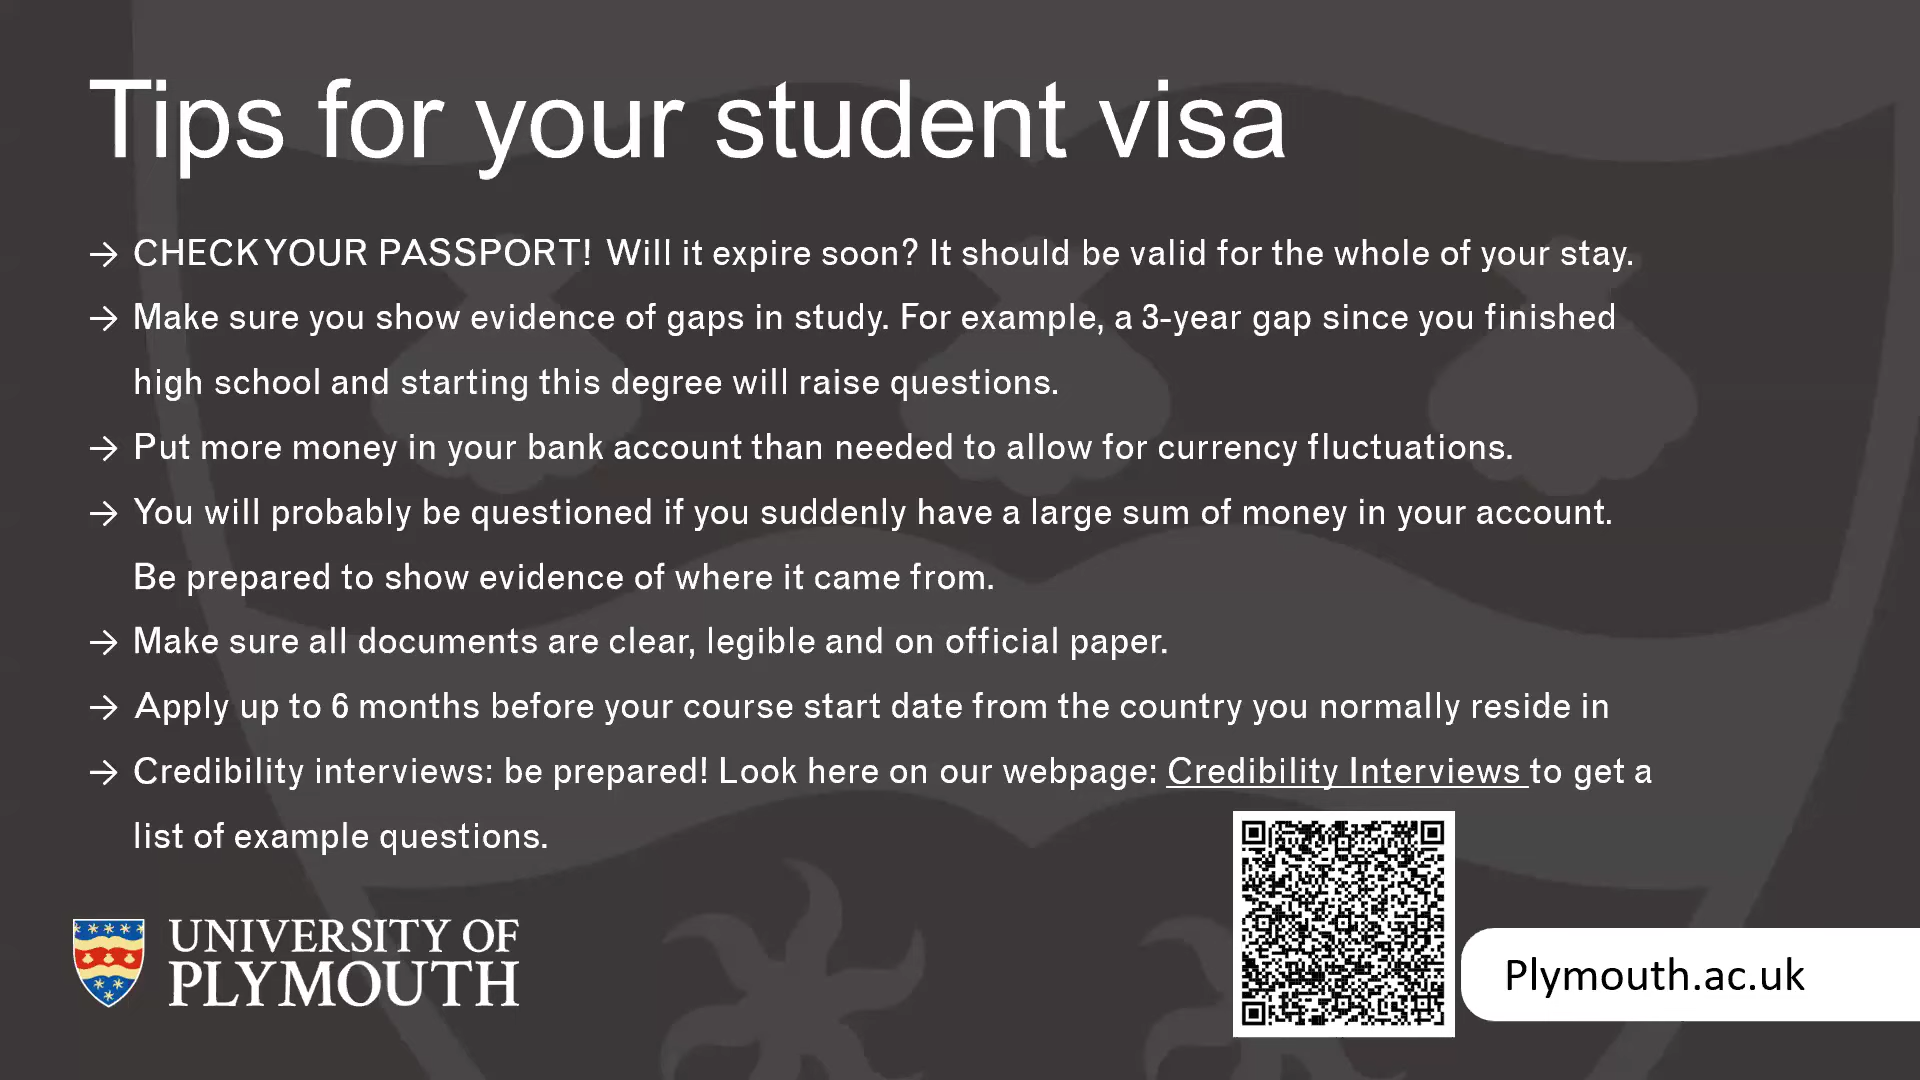 Tips for your student visa
→ CHECK YOUR PASSPORT! Will it expire soon? It should be valid for the whole of your stay.
→ Make sure you show evidence of gaps in study. For example, a 3-year gap since you finished
high school and starting this degree will raise questions.
→ Put more money in your bank account than needed to allow for currency fluctuations.
→ You will probably be questioned if you suddenly have a large sum of money in your account.
Be prepared to show evidence of where it came from.
→ Make sure all documents are clear, legible and on official paper.
→ Apply up to 6 months before your course start date from the country you normally reside in
→ Credibility interviews: be prepared! Look here on our webpage: Credibility Interviews to get a
list of example questions.
UNIVERSITY OF
PLYMOUTH
Plymouth.ac.uk